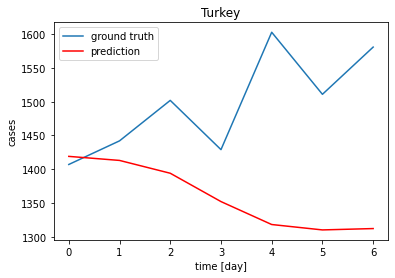 Turkey
ground truth
prediction
cases
1600
1550
1500
1450
1400
1350
1300
0 1 2 3 4 5 6
time [day]